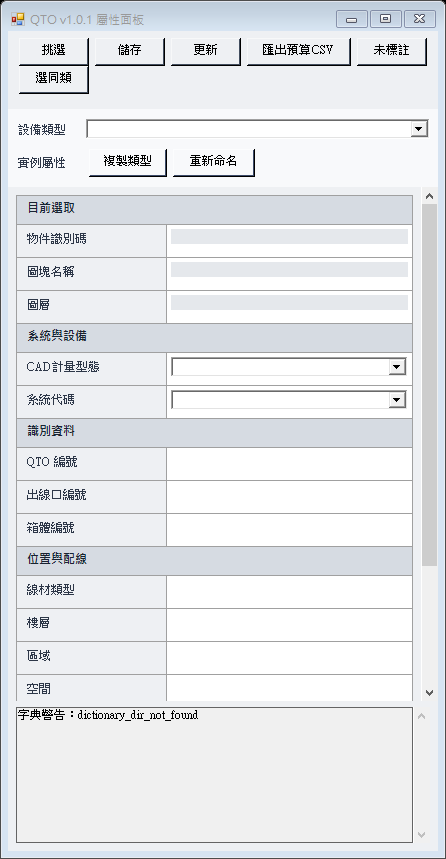 QTO v1.0.1 屬性面板
挑選 儲存 更新 匯出預算CSV 未標註
選同類
設備類型
實例屬性 複製類型 重新命名
目前選取
物件識別碼
圖塊名稱
圖層
系統與設備
CAD計量型態
系統代碼
識別資料
QTO 編號
出線口編號
箱體編號
位置與配線
線材類型
樓層
區域
空間
字典警告：dictionary_dir_not_found